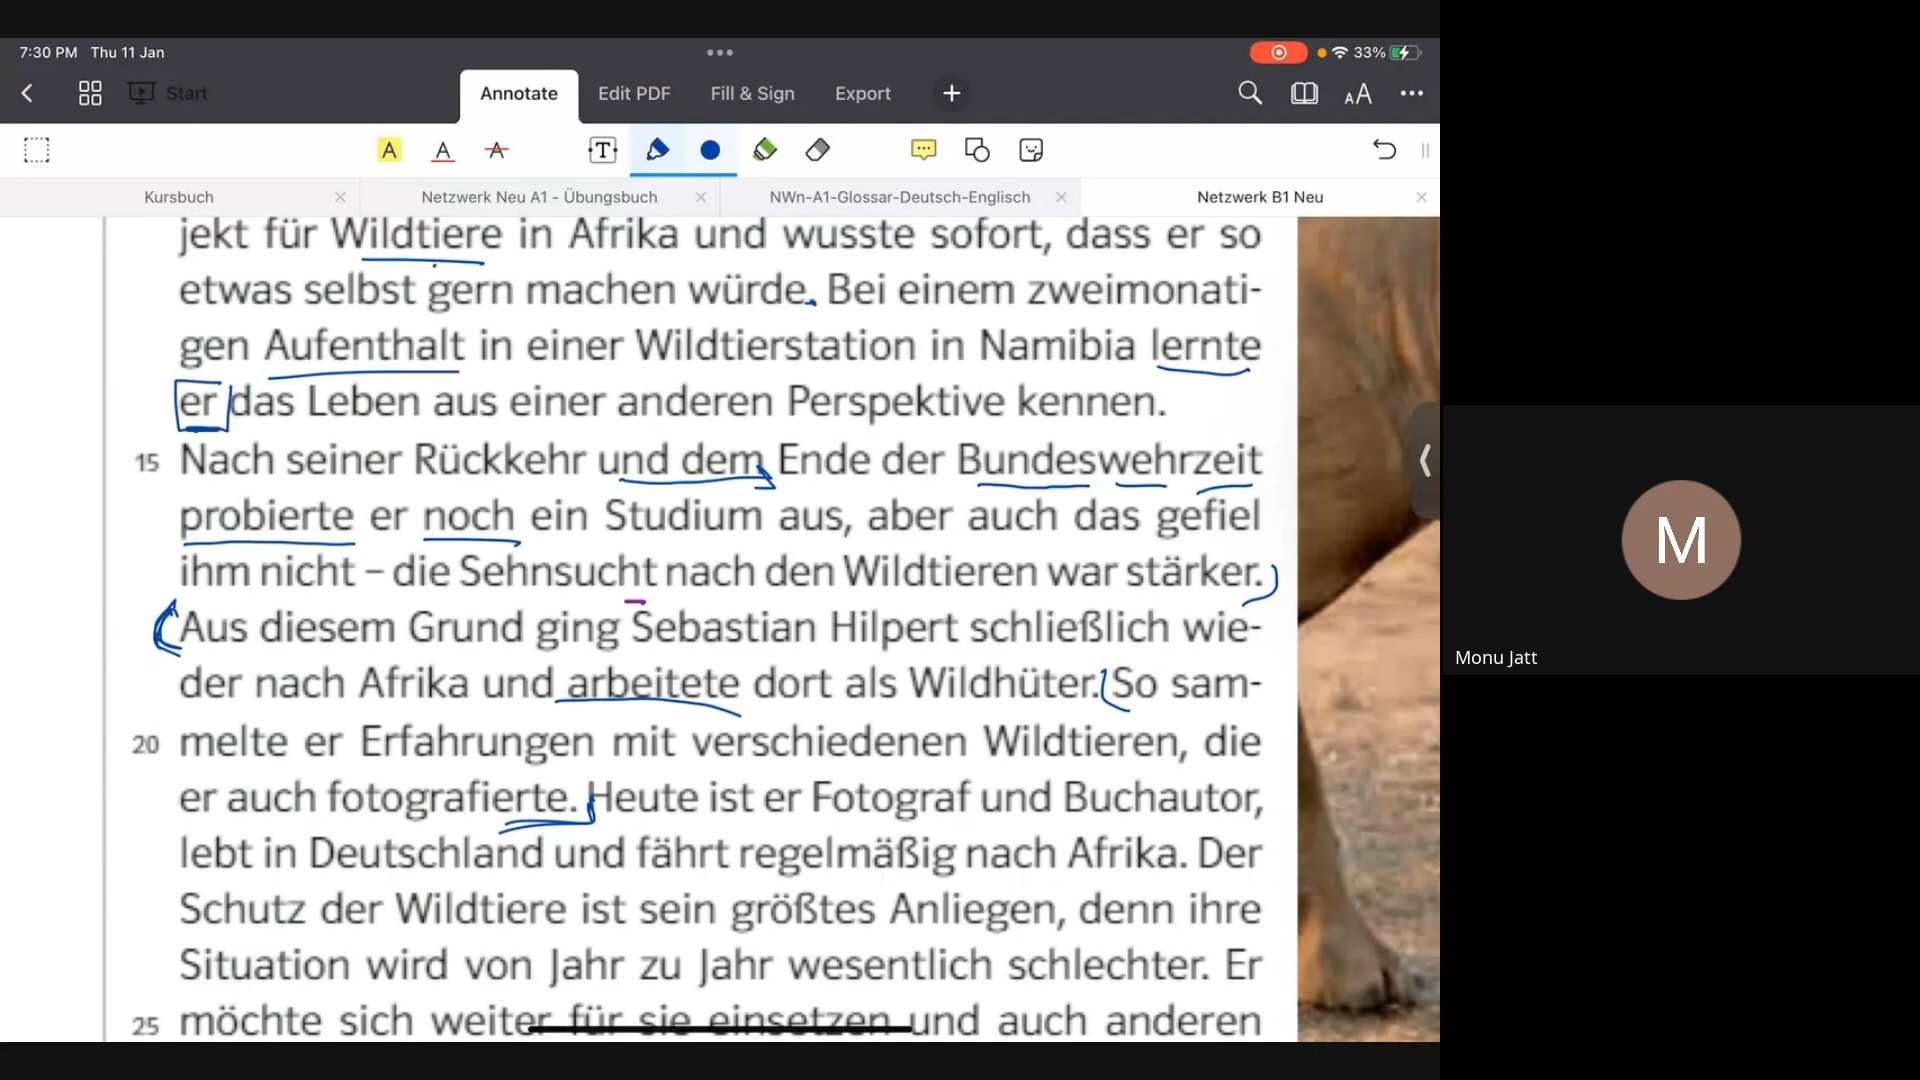 7:30 PM Thu 11 Jan
33%
Start
Annotate
Edit PDF
Fill & Sign
Export
AA
A
A
A
T
Kursbuch
Netzwerk Neu A1 - Übungsbuch
NWn-A1-Glossar-Deutsch-Englisch
Netzwerk B1 Neu
jekt für Wildtiere in Afrika und wusste sofort, dass er so
etwas selbst gern machen würde. Bei einem zweimonati-
gen Aufenthalt in einer Wildtierstation in Namibia lernte
er das Leben aus einer anderen Perspektive kennen.
15 Nach seiner Rückkehr und dem Ende der Bundeswehrzeit
probierte er noch ein Studium aus, aber auch das gefiel
ihm nicht – die Sehnsucht nach den Wildtieren war stärker.
Aus diesem Grund ging Sebastian Hilpert schließlich wie-
der nach Afrika und arbeitete dort als Wildhüter. So sam-
20 melte er Erfahrungen mit verschiedenen Wildtieren, die
er auch fotografierte. Heute ist er Fotograf und Buchautor,
lebt in Deutschland und fährt regelmäßig nach Afrika. Der
Schutz der Wildtiere ist sein größtes Anliegen, denn ihre
Situation wird von Jahr zu Jahr wesentlich schlechter. Er
25 möchte sich weiter für sie einsetzen und auch anderen
M
Monu Jatt